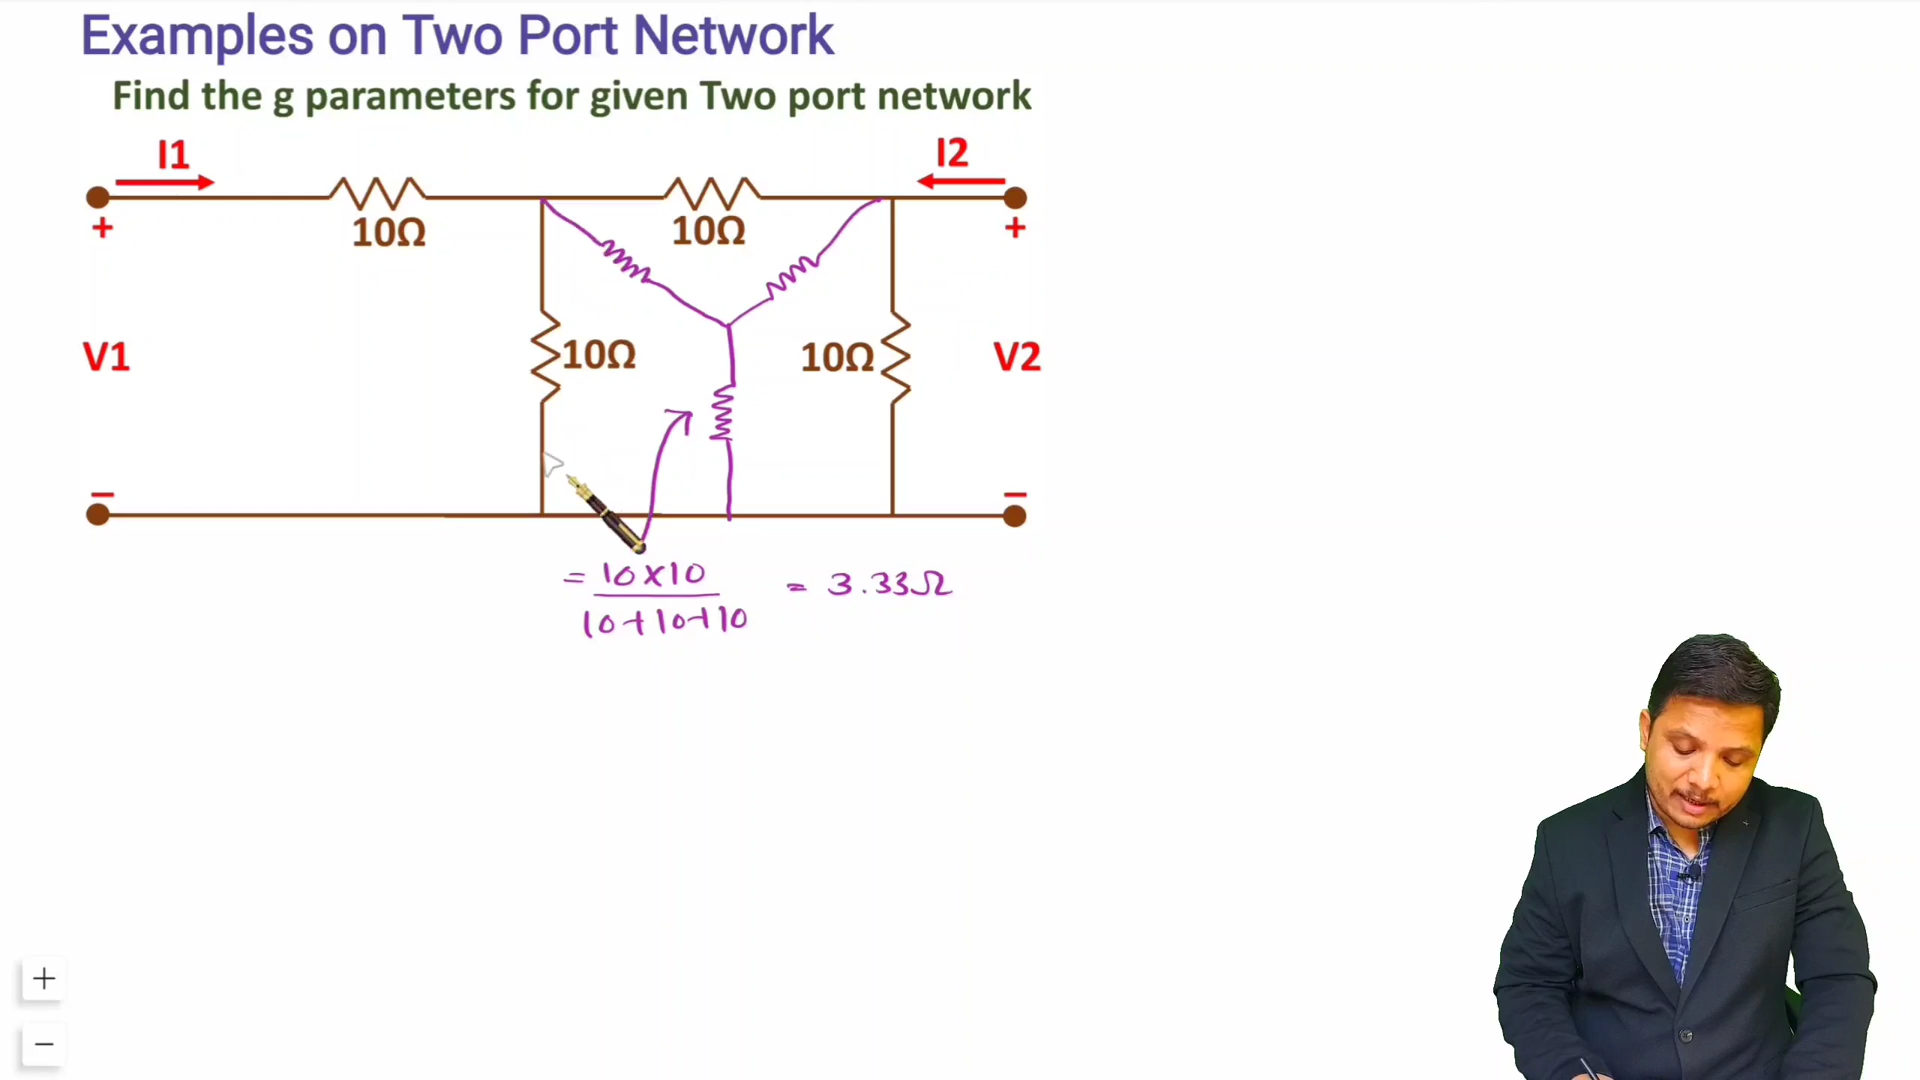 Examples on Two Port Network
Find the g parameters for given Two port network
I1
I2
10Ω
10Ω
+
+
V1
10Ω
10Ω
V2
−
−
= 10×10 / 10+10+10 = 3.33Ω
+
−